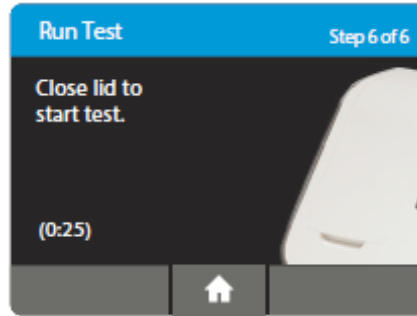 Run Test
Step 6 of 6
Close lid to
start test.
(0:25)